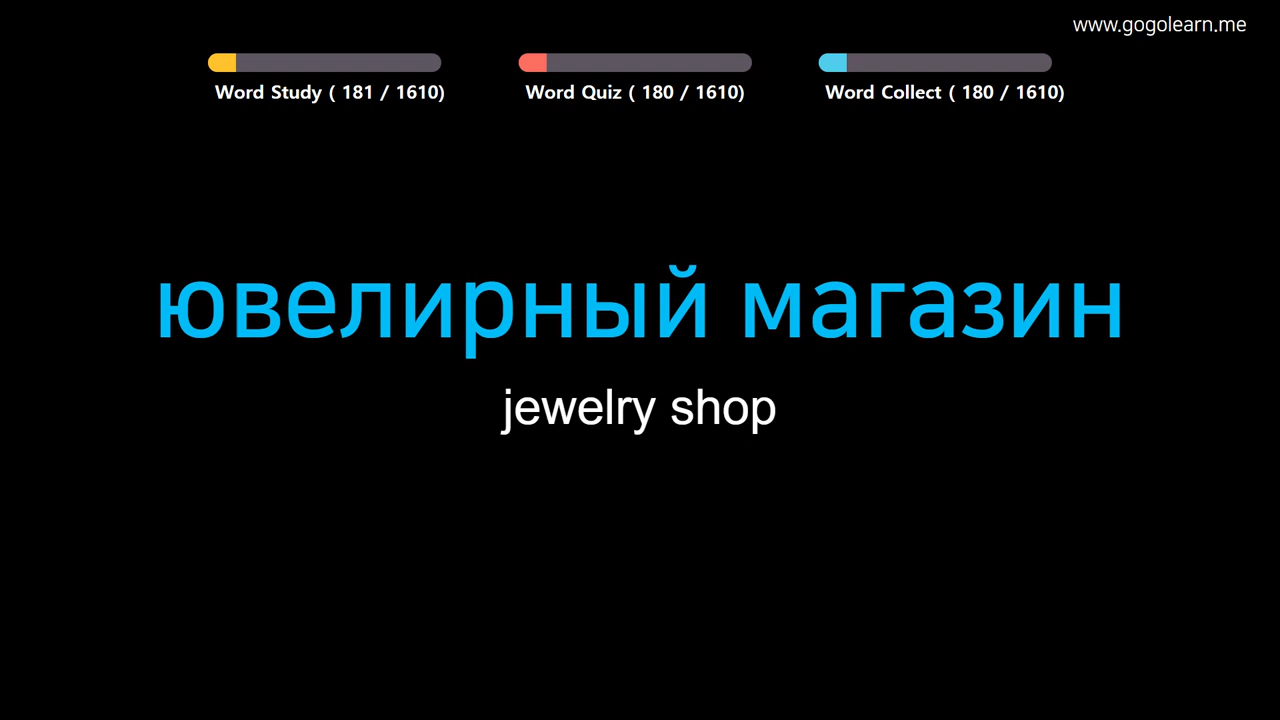 www.gogolearn.me
Word Study ( 181 / 1610)
Word Quiz ( 180 / 1610)
Word Collect ( 180 / 1610)
ювелирный магазин
jewelry shop